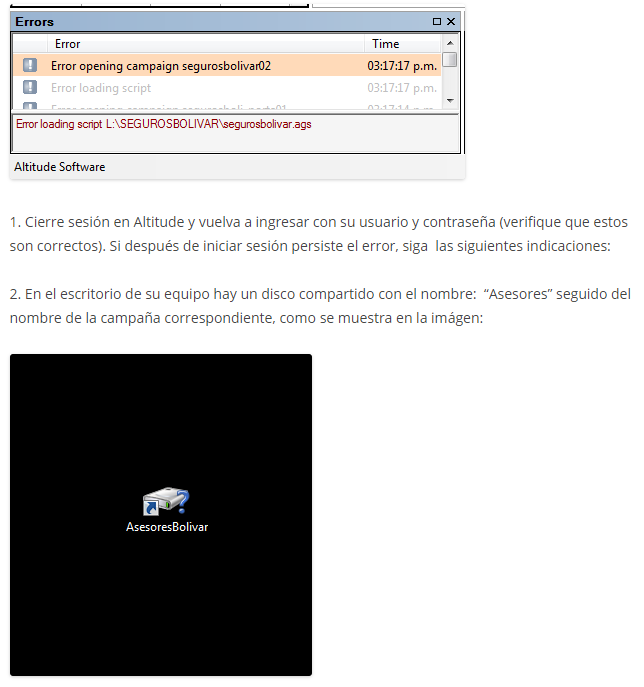 Errors
Error Time
Error opening campaign segurosbolivar02 03:17:17 p.m.
Error loading script 03:17:17 p.m.
Error loading script L:\SEGUROSBOLIVAR\segurosbolivar.ags
Altitude Software
1. Cierre sesión en Altitude y vuelva a ingresar con su usuario y contraseña (verifique que estos
son correctos). Si después de iniciar sesión persiste el error, siga las siguientes indicaciones:
2. En el escritorio de su equipo hay un disco compartido con el nombre: “Asesores” seguido del
nombre de la campaña correspondiente, como se muestra en la imágen:
AsesoresBolivar